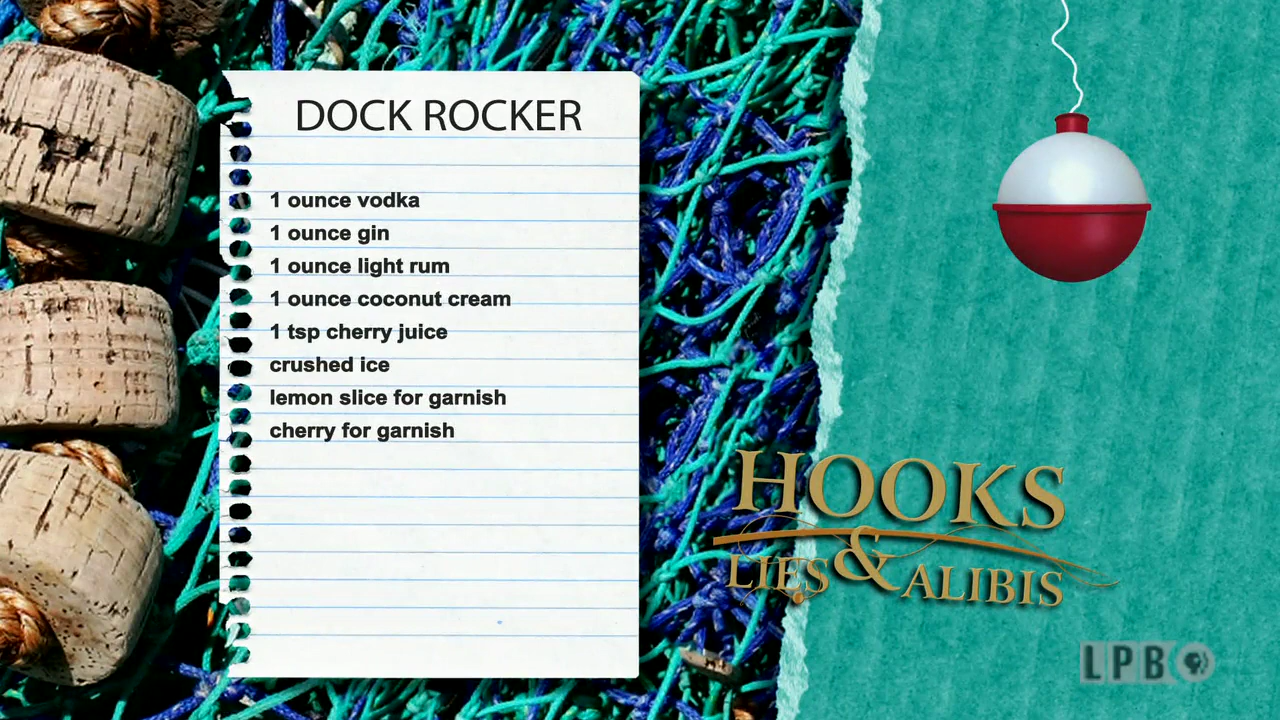 DOCK ROCKER
1 ounce vodka
1 ounce gin
1 ounce light rum
1 ounce coconut cream
1 tsp cherry juice
crushed ice
lemon slice for garnish
cherry for garnish
HOOKS
LIES & ALIBIS
LPB